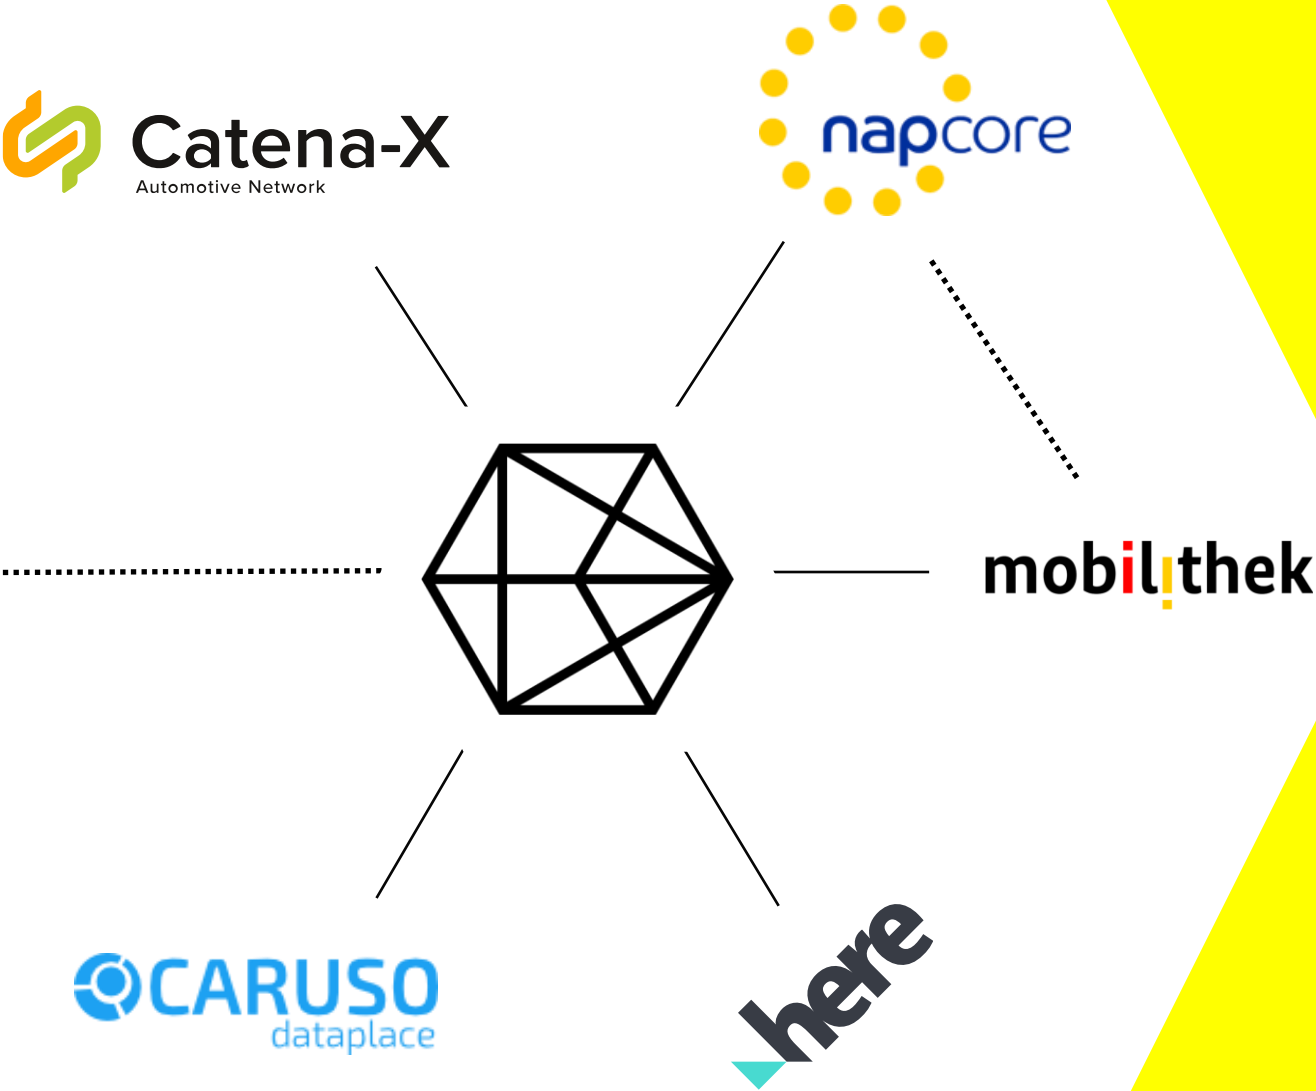 Catena-X
Automotive Network
napcore
mobilithek
CARUSO
dataplace
here